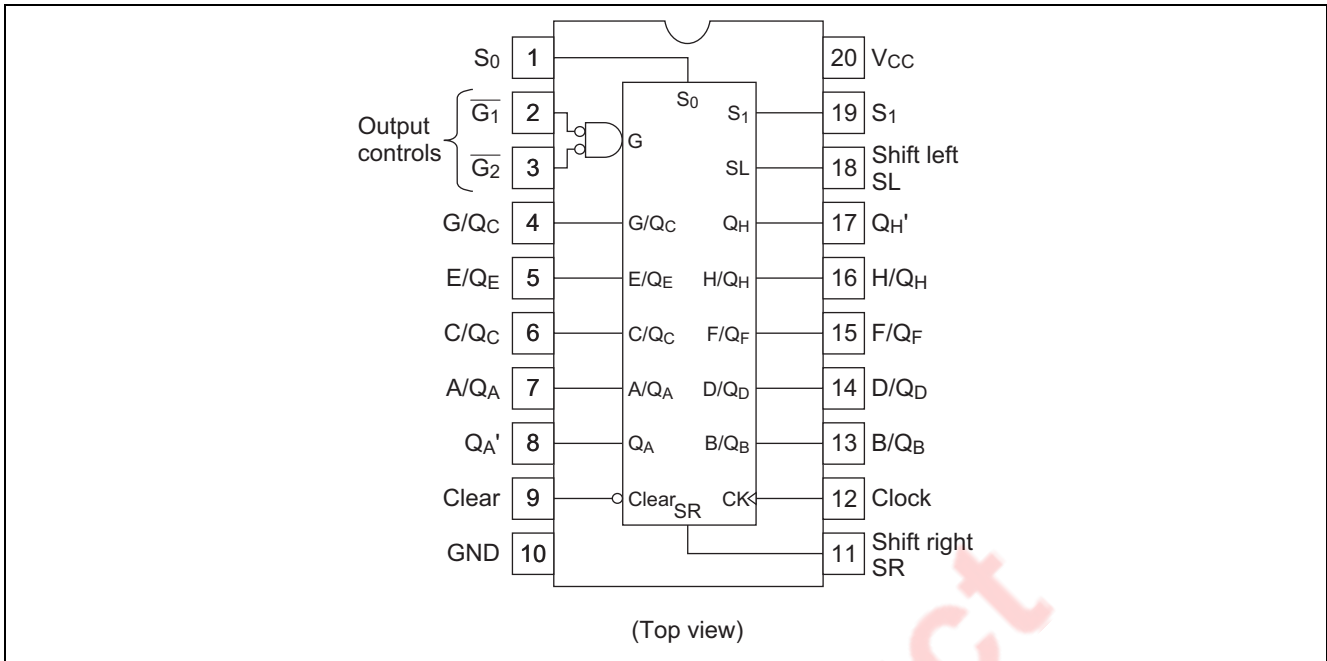 S0 1
20 VCC
G1 2
19 S1
Output
controls
G2 3
18 Shift left
SL
G/QC 4
17 QH'
E/QE 5
16 H/QH
C/QC 6
15 F/QF
A/QA 7
14 D/QD
QA' 8
13 B/QB
Clear 9
12 Clock
GND 10
11 Shift right
SR
S0
S1
G
SL
G/QC
QH
E/QE
H/QH
C/QC
F/QF
A/QA
D/QD
QA
B/QB
Clear
CK
SR
(Top view)
ct